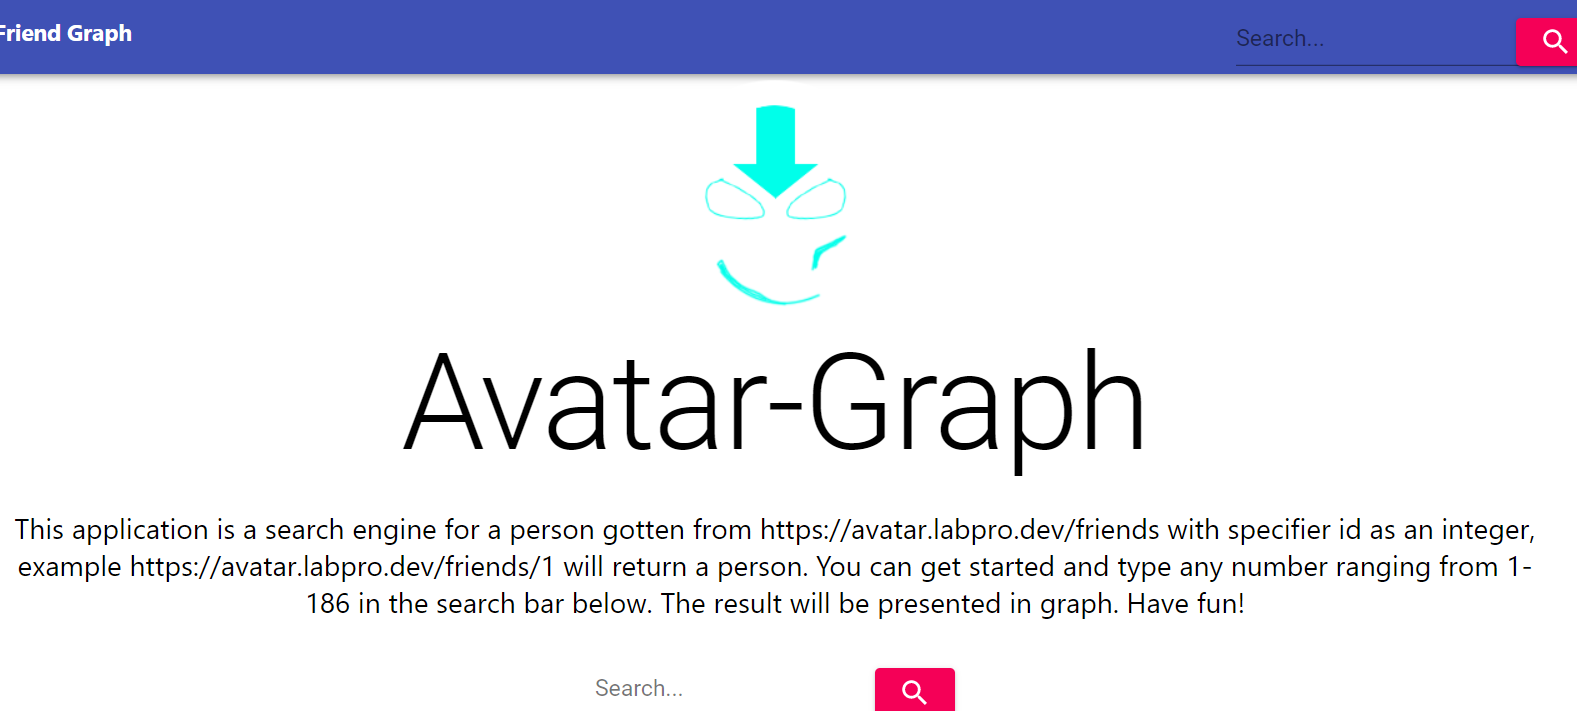 Friend Graph
Search...
Avatar-Graph
This application is a search engine for a person gotten from https://avatar.labpro.dev/friends with specifier id as an integer,
example https://avatar.labpro.dev/friends/1 will return a person. You can get started and type any number ranging from 1-
186 in the search bar below. The result will be presented in graph. Have fun!
Search...